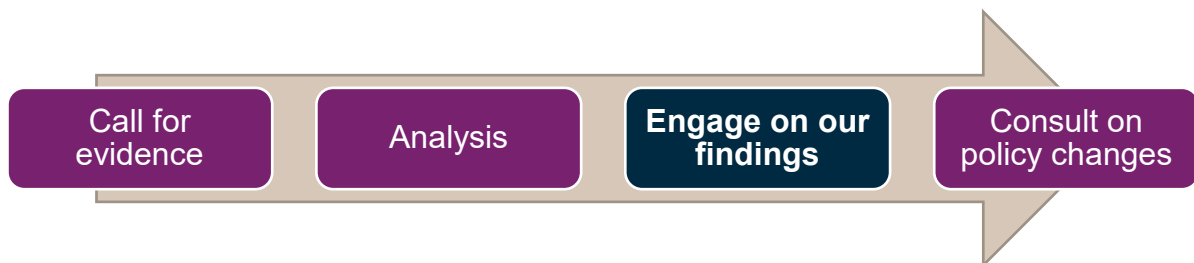 Call for
evidence
Analysis
Engage on our
findings
Consult on
policy changes